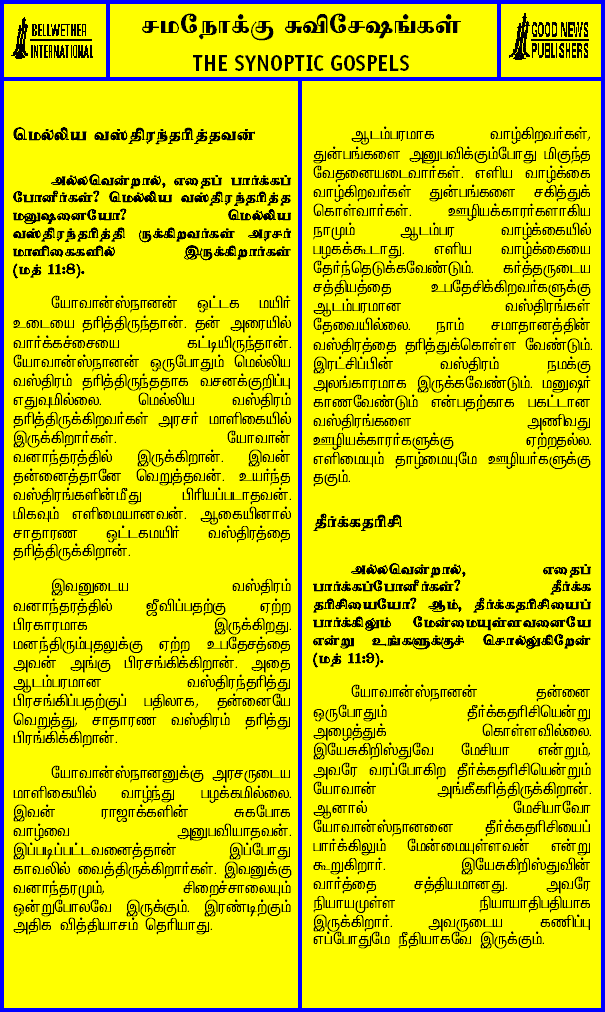 BELLWETHER
INTERNATIONAL
சமநோக்கு சுவிசேஷங்கள்
THE SYNOPTIC GOSPELS
GOOD NEWS
PUBLISHERS
மெல்லிய வஸ்திரந்தரித்தவன்
அல்லவென்றால், எதைப் பார்க்கப்
போனீர்கள்? மெல்லிய வஸ்திரந்தரித்த
மனுஷனையோ? மெல்லிய
வஸ்திரந்தரித்தி ருக்கிறவர்கள் அரசர்
மாளிகைகளில் இருக்கிறார்கள்
(மத் 11:8).
யோவான்ஸ்நானன் ஒட்டக மயிர்
உடையை தரித்திருந்தான். தன் அரையில்
வார்க்கச்சையை கட்டியிருந்தான்.
யோவான்ஸ்நானன் ஒருபோதும் மெல்லிய
வஸ்திரம் தரித்திருந்ததாக வசனக்குறிப்பு
எதுவுமில்லை. மெல்லிய வஸ்திரம்
தரித்திருக்கிறவர்கள் அரசர் மாளிகையில்
இருக்கிறார்கள். யோவான்
வனாந்தரத்தில் இருக்கிறான். இவன்
தன்னைத்தானே வெறுத்தவன். உயர்ந்த
வஸ்திரங்களின்மீது பிரியப்படாதவன்.
மிகவும் எளிமையானவன். ஆகையினால்
சாதாரண ஒட்டகமயிர் வஸ்திரத்தை
தரித்திருக்கிறான்.
இவனுடைய வஸ்திரம்
வனாந்தரத்தில் ஜீவிப்பதற்கு ஏற்ற
பிரகாரமாக இருக்கிறது.
மனந்திரும்புதலுக்கு ஏற்ற உபதேசத்தை
அவன் அங்கு பிரசங்கிக்கிறான். அதை
ஆடம்பரமான வஸ்திரந்தரித்து
பிரசங்கிப்பதற்குப் பதிலாக, தன்னையே
வெறுத்து, சாதாரண வஸ்திரம் தரித்து
பிரங்கிக்கிறான்.
யோவான்ஸ்நானனுக்கு அரசருடைய
மாளிகையில் வாழ்ந்து பழக்கமில்லை.
இவன் ராஜாக்களின் சுகபோக
வாழ்வை அனுபவியாதவன்.
இப்படிப்பட்டவனைத்தான் இப்போது
காவலில் வைத்திருக்கிறார்கள். இவனுக்கு
வனாந்தரமும், சிறைச்சாலையும்
ஒன்றுபோலவே இருக்கும். இரண்டிற்கும்
அதிக வித்தியாசம் தெரியாது.
ஆடம்பரமாக வாழ்கிறவர்கள்,
துன்பங்களை அனுபவிக்கும்போது மிகுந்த
வேதனையடைவார்கள். எளிய வாழ்க்கை
வாழ்கிறவர்கள் துன்பங்களை சகித்துக்
கொள்வார்கள். ஊழியக்காரர்களாகிய
நாமும் ஆடம்பர வாழ்க்கையில்
பழகக்கூடாது. எளிய வாழ்க்கையை
தேர்ந்தெடுக்கவேண்டும். கர்த்தருடைய
சத்தியத்தை உபதேசிக்கிறவர்களுக்கு
ஆடம்பரமான வஸ்திரங்கள்
தேவையில்லை. நாம் சமாதானத்தின்
வஸ்திரத்தை தரித்துக்கொள்ள வேண்டும்.
இரட்சிப்பின் வஸ்திரம் நமக்கு
அலங்காரமாக இருக்கவேண்டும். மனுஷர்
காணவேண்டும் என்பதற்காக பகட்டான
வஸ்திரங்களை அணிவது
ஊழியக்காரர்களுக்கு ஏற்றதல்ல.
எளிமையும் தாழ்மையுமே ஊழியர்களுக்கு
தகும்.
தீர்க்கதரிசி
அல்லவென்றால், எதைப்
பார்க்கப்போனீர்கள்? தீர்க்க
தரிசியையோ? ஆம், தீர்க்கதரிசியைப்
பார்க்கிலும் மேன்மையுள்ளவனையே
என்று உங்களுக்குச் சொல்லுகிறேன்
(மத் 11:9).
யோவான்ஸ்நானன் தன்னை
ஒருபோதும் தீர்க்கதரிசியென்று
அழைத்துக் கொள்ளவில்லை.
இயேசுகிறிஸ்துவே மேசியா என்றும்,
அவரே வரப்போகிற தீர்க்கதரிசியென்றும்
யோவான் அங்கீகரித்திருக்கிறான்.
ஆனால் மேசியாவோ
யோவான்ஸ்நானனை தீர்க்கதரிசியைப்
பார்க்கிலும் மேன்மையுள்ளவன் என்று
கூறுகிறார். இயேசுகிறிஸ்துவின்
வார்த்தை சத்தியமானது. அவரே
நியாயமுள்ள நியாயாதிபதியாக
இருக்கிறார். அவருடைய கணிப்பு
எப்போதுமே நீதியாகவே இருக்கும்.